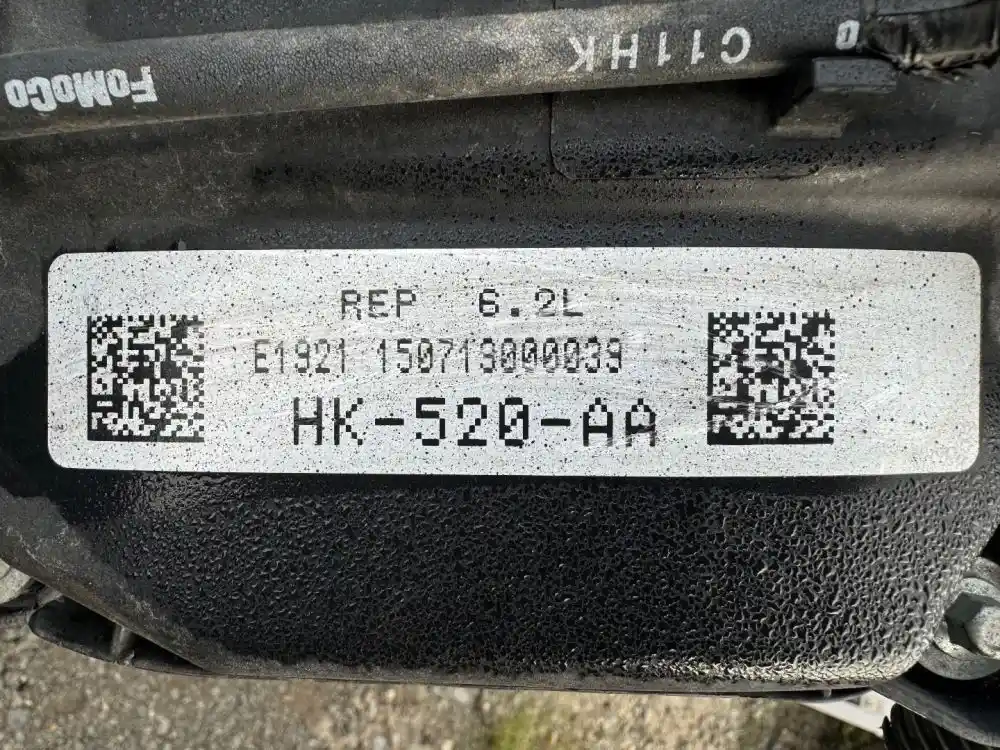 FoMoCo
C11HK
REP 6.2L
E1921 150713000039
HK-520-AA